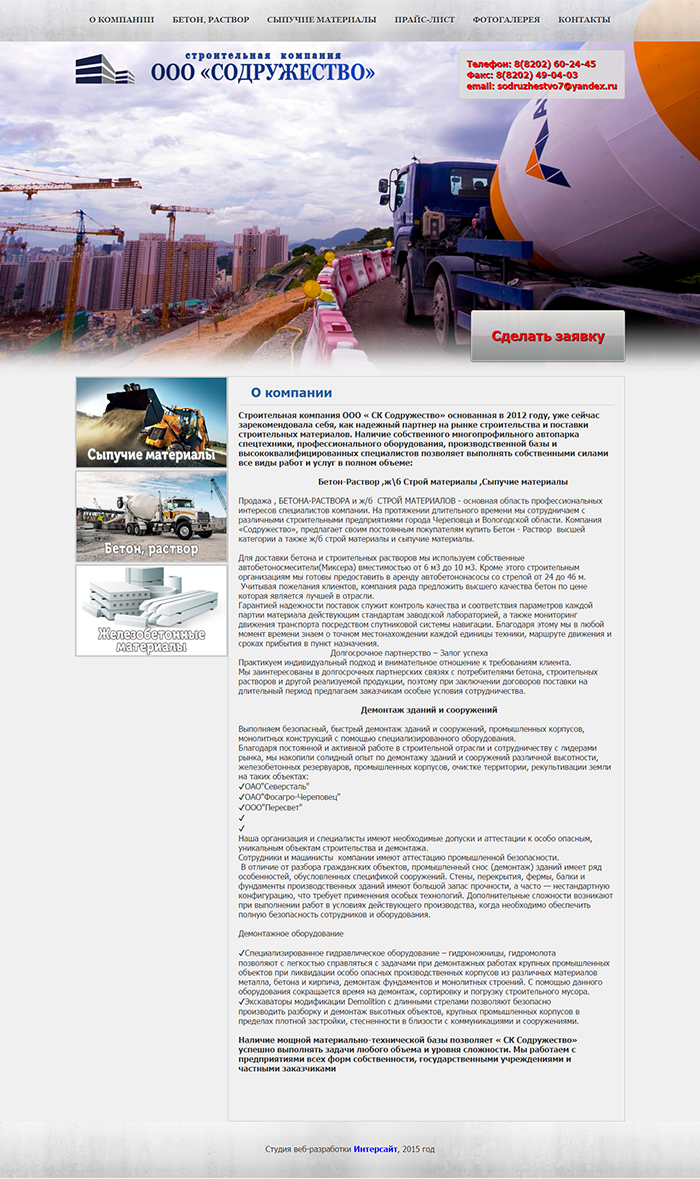 О КОМПАНИИ БЕТОН, РАСТВОР СЫПУЧИЕ МАТЕРИАЛЫ ПРАЙС-ЛИСТ ФОТОГАЛЕРЕЯ КОНТАКТЫ
строительная компания
ООО «СОДРУЖЕСТВО»
Телефон: 8(8202) 60-24-45
Факс: 8(8202) 49-04-03
email: sodruzhestvo7@yandex.ru
Сделать заявку
Сыпучие материалы
Бетон, раствор
Железобетонные
материалы
О компании
Строительная компания ООО « СК Содружество» основанная в 2012 году, уже сейчас
зарекомендовала себя, как надежный партнер на рынке строительства и поставки
строительных материалов. Наличие собственного многопрофильного автопарка
спецтехники, профессионального оборудования, производственной базы и
высококвалифицированных специалистов позволяет выполнять собственными силами
все виды работ и услуг в полном объеме:
Бетон-Раствор ,ж\б Строй материалы ,Сыпучие материалы
Продажа , БЕТОНА-РАСТВОРА и ж/б СТРОЙ МАТЕРИАЛОВ - основная область профессиональных
интересов специалистов компании. На протяжении длительного времени мы сотрудничаем с
различными строительными предприятиями города Череповца и Вологодской области. Компания
«Содружество», предлагает своим постоянным покупателям купить Бетон - Раствор высшей
категории а также ж/б строй материалы и сыпучие материалы.
Для доставки бетона и строительных растворов мы используем собственные
автобетоносмесители(Миксера) вместимостью от 6 м3 до 10 м3. Кроме этого строительным
организациям мы готовы предоставить в аренду автобетононасосы со стрелой от 24 до 46 м.
Учитывая пожелания клиентов, компания рада предложить высшего качества бетон по цене
которая является лучшей в отрасли.
Гарантией надежности поставок служит контроль качества и соответствия параметров каждой
партии материала действующим стандартам заводской лабораторией, а также мониторинг
движения транспорта посредством спутниковой системы навигации. Благодаря этому мы в любой
момент времени знаем о точном местонахождении каждой единицы техники, маршруте движения и
сроках прибытия в пункт назначения.
Долгосрочное партнерство – Залог успеха
Практикуем индивидуальный подход и внимательное отношение к требованиям клиента.
Мы заинтересованы в долгосрочных партнерских связях с потребителями бетона, строительных
растворов и другой реализуемой продукции, поэтому при заключении договоров поставки на
длительный период предлагаем заказчикам особые условия сотрудничества.
Демонтаж зданий и сооружений
Выполняем безопасный, быстрый демонтаж зданий и сооружений, промышленных корпусов,
монолитных конструкций с помощью специализированного оборудования.
Благодаря постоянной и активной работе в строительной отрасли и сотрудничеству с лидерами
рынка, мы накопили солидный опыт по демонтажу зданий и сооружений различной высотности,
железобетонных резервуаров, промышленных корпусов, очистке территории, рекультивации земли
на таких объектах:
✓ОАО"Северсталь"
✓ОАО"Фосагро-Череповец"
✓ООО"Пересвет"
✓
✓
Наша организация и специалисты имеют необходимые допуски и аттестации к особо опасным,
уникальным объектам строительства и демонтажа.
Сотрудники и машинисты компании имеют аттестацию промышленной безопасности.
В отличие от разбора гражданских объектов, промышленный снос (демонтаж) зданий имеет ряд
особенностей, обусловленных спецификой сооружений. Стены, перекрытия, фермы, балки и
фундаменты производственных зданий имеют большой запас прочности, а часто — нестандартную
конфигурацию, что требует применения особых технологий. Дополнительные сложности возникают
при выполнении работ в условиях действующего производства, когда необходимо обеспечить
полную безопасность сотрудников и оборудования.
Демонтажное оборудование
✓Специализированное гидравлическое оборудование – гидроножницы, гидромолота
позволяют с легкостью справляться с задачами при демонтажных работах крупных промышленных
объектов при ликвидации особо опасных производственных корпусов из различных материалов
металла, бетона и кирпича, демонтаж фундаментов и монолитных строений. С помощью данного
оборудования сокращается время на демонтаж, сортировку и погрузку строительного мусора.
✓Экскаваторы модификации Demolition с длинными стрелами позволяют безопасно
производить разборку и демонтаж высотных объектов, крупных промышленных корпусов в
пределах плотной застройки, стесненности в близости с коммуникациями и сооружениями.
Наличие мощной материально-технической базы позволяет « СК Содружество»
успешно выполнять задачи любого объема и уровня сложности. Мы работаем с
предприятиями всех форм собственности, государственными учреждениями и
частными заказчиками
Студия веб-разработки Интерсайт, 2015 год